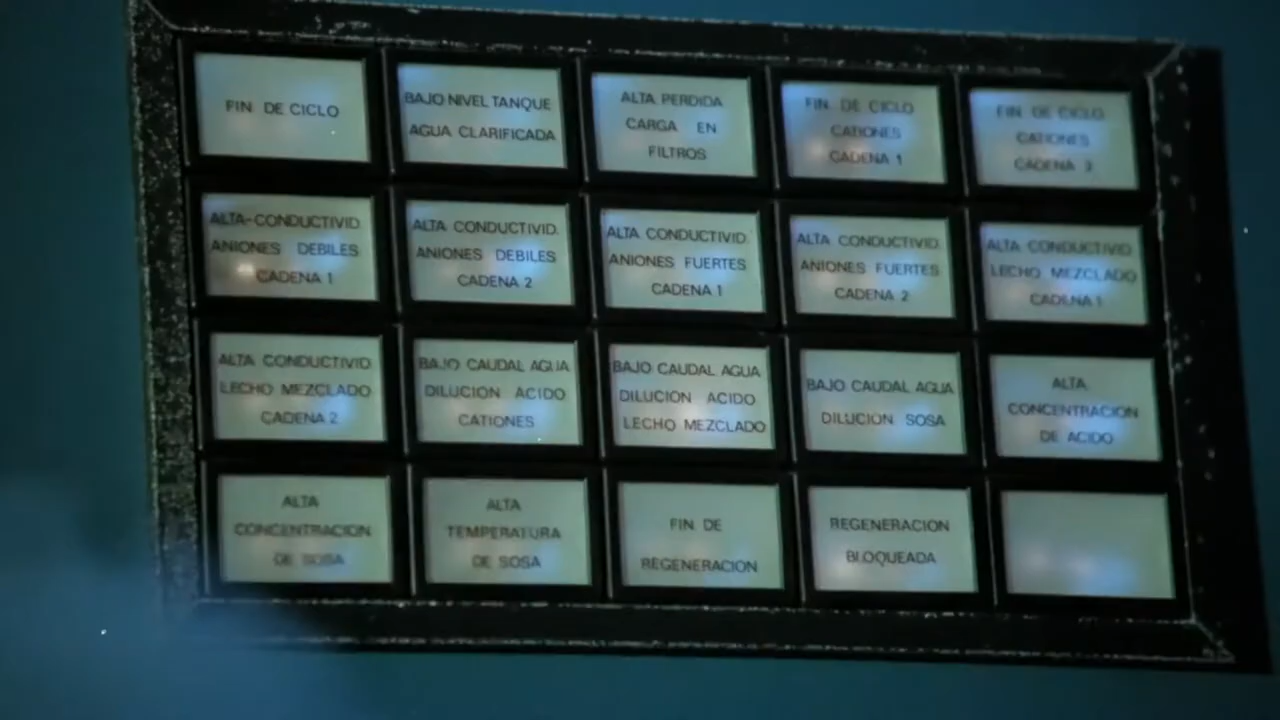 FIN DE CICLO
BAJO NIVEL TANQUE
AGUA CLARIFICADA
ALTA PERDIDA
CARGA EN
FILTROS
FIN DE CICLO
CATIONES
CADENA 1
FIN DE CICLO
CATIONES
CADENA
ALTA-CONDUCTIVID.
ANIONES DEBILES
CADENA 1
ALTA CONDUCTIVID.
ANIONES DEBILES
CADENA 2
ALTA CONDUCTIVID.
ANIONES FUERTES
CADENA 1
ALTA CONDUCTIVID.
ANIONES FUERTES
CADENA 2
ALTA CONDUCTIVID.
LECHO MEZCLADO
CADENA 1
ALTA CONDUCTIVID
LECHO MEZCLADO
CADENA 2
BAJO CAUDAL AGUA
DILUCION ACIDO
CATIONES
BAJO CAUDAL AGUA
DILUCION ACIDO
LECHO MEZCLADO
BAJO CAUDAL AGUA
DILUCION SOSA
ALTA
CONCENTRACION
DE ACIDO
ALTA
CONCENTRACION
DE SOSA
ALTA
TEMPERATURA
DE SOSA
FIN DE
REGENERACION
REGENERACION
BLOQUEADA